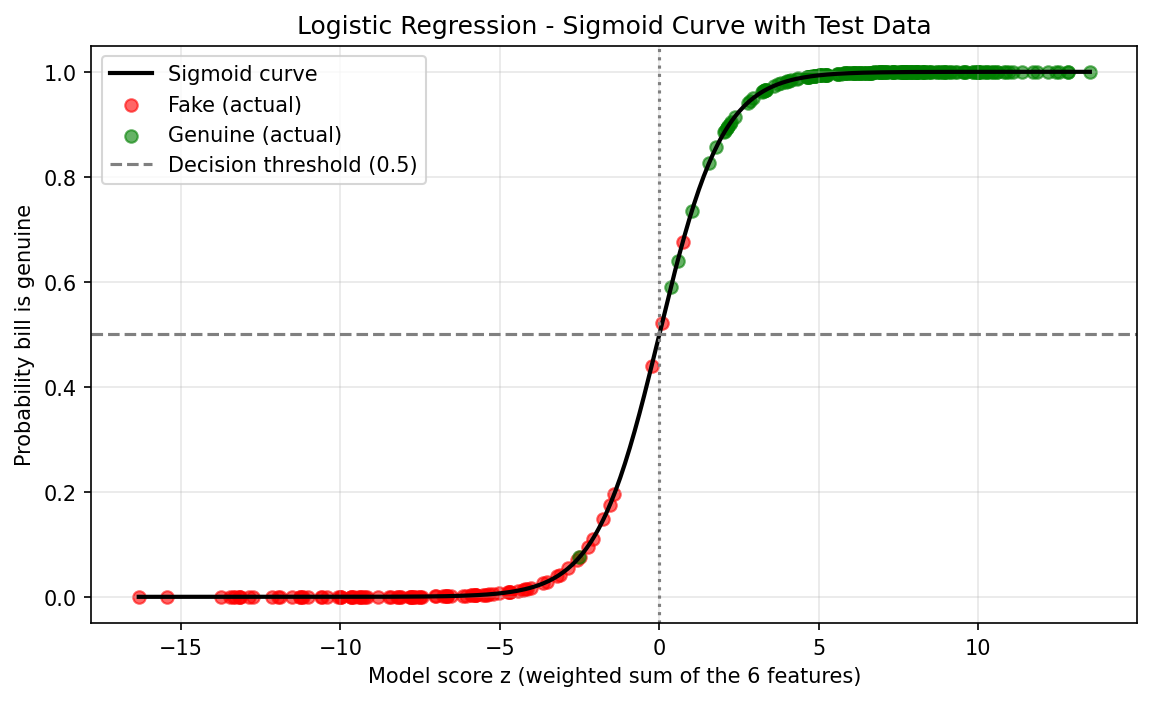 Logistic Regression - Sigmoid Curve with Test Data
Sigmoid curve
Fake (actual)
Genuine (actual)
Decision threshold (0.5)
Probability bill is genuine
1.0
0.8
0.6
0.4
0.2
0.0
−15
−10
−5
0
5
10
Model score z (weighted sum of the 6 features)